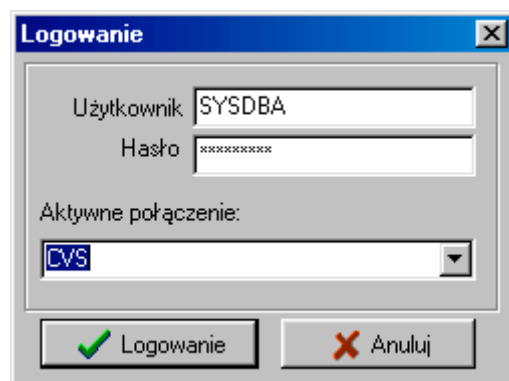 Logowanie
Użytkownik SYSDBA
Hasło *********
Aktywne połączenie:
CVS
Logowanie Anuluj